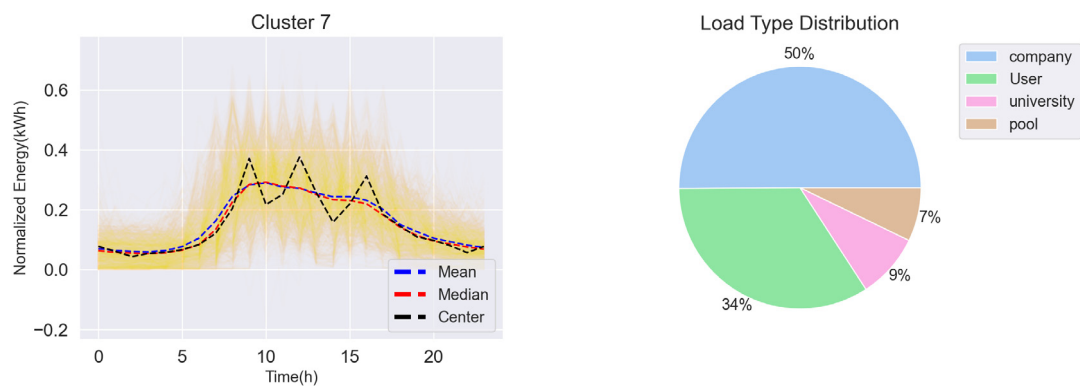 Cluster 7
Normalized Energy(kWh)
0.6
0.4
0.2
0.0
−0.2
0
5
10
15
20
Time(h)
Mean
Median
Center
Load Type Distribution
50%
34%
9%
7%
company
User
university
pool